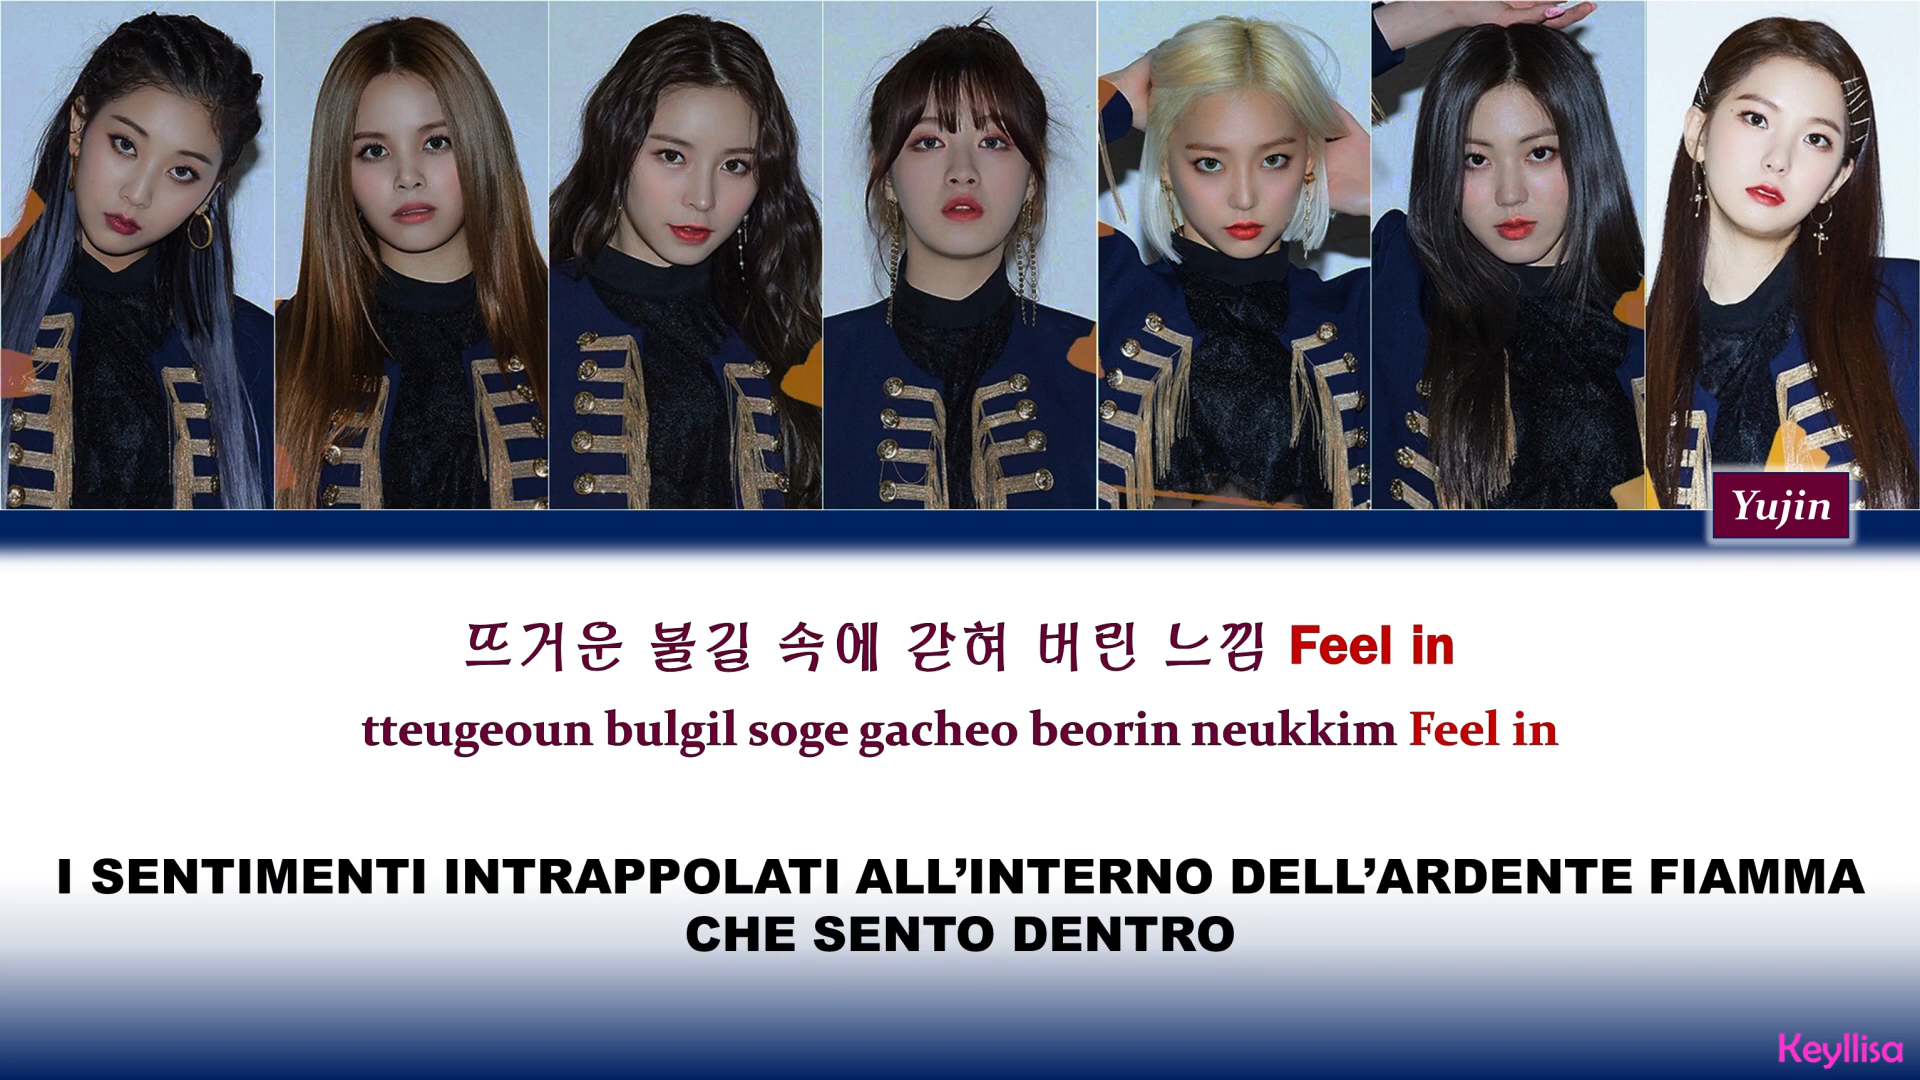 Yujin
뜨거운 불길 속에 갇혀 버린 느낌 Feel in
tteugeoun bulgil soge gacheo beorin neukkim Feel in
I SENTIMENTI INTRAPPOLATI ALL’INTERNO DELL’ARDENTE FIAMMA
CHE SENTO DENTRO
Keyllisa